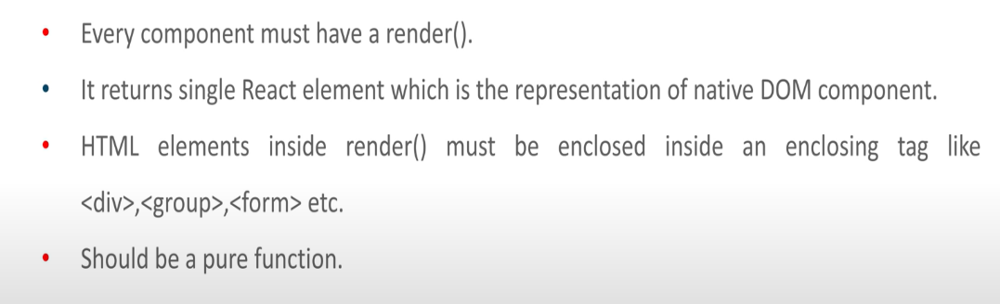 • Every component must have a render().
• It returns single React element which is the representation of native DOM component.
• HTML elements inside render() must be enclosed inside an enclosing tag like
<div>,<group>,<form> etc.
• Should be a pure function.